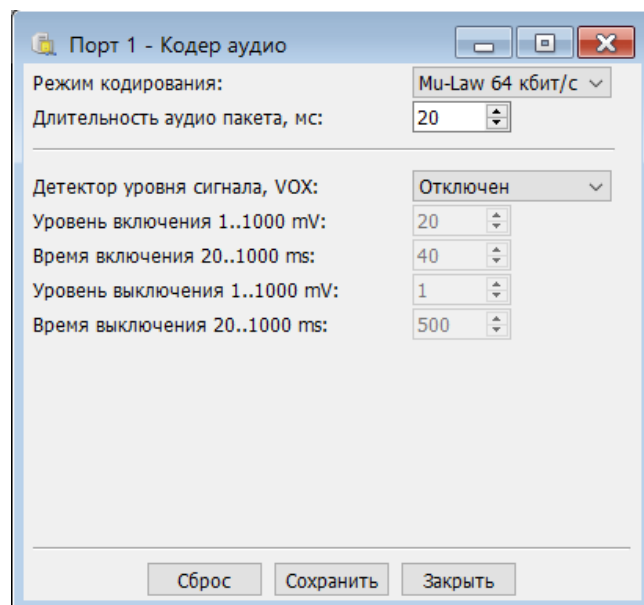 Порт 1 - Кодер аудио
Режим кодирования: Mu-Law 64 кбит/с
Длительность аудио пакета, мс: 20
Детектор уровня сигнала, VOX: Отключен
Уровень включения 1..1000 mV: 20
Время включения 20..1000 ms: 40
Уровень выключения 1..1000 mV: 1
Время выключения 20..1000 ms: 500
Сброс Сохранить Закрыть